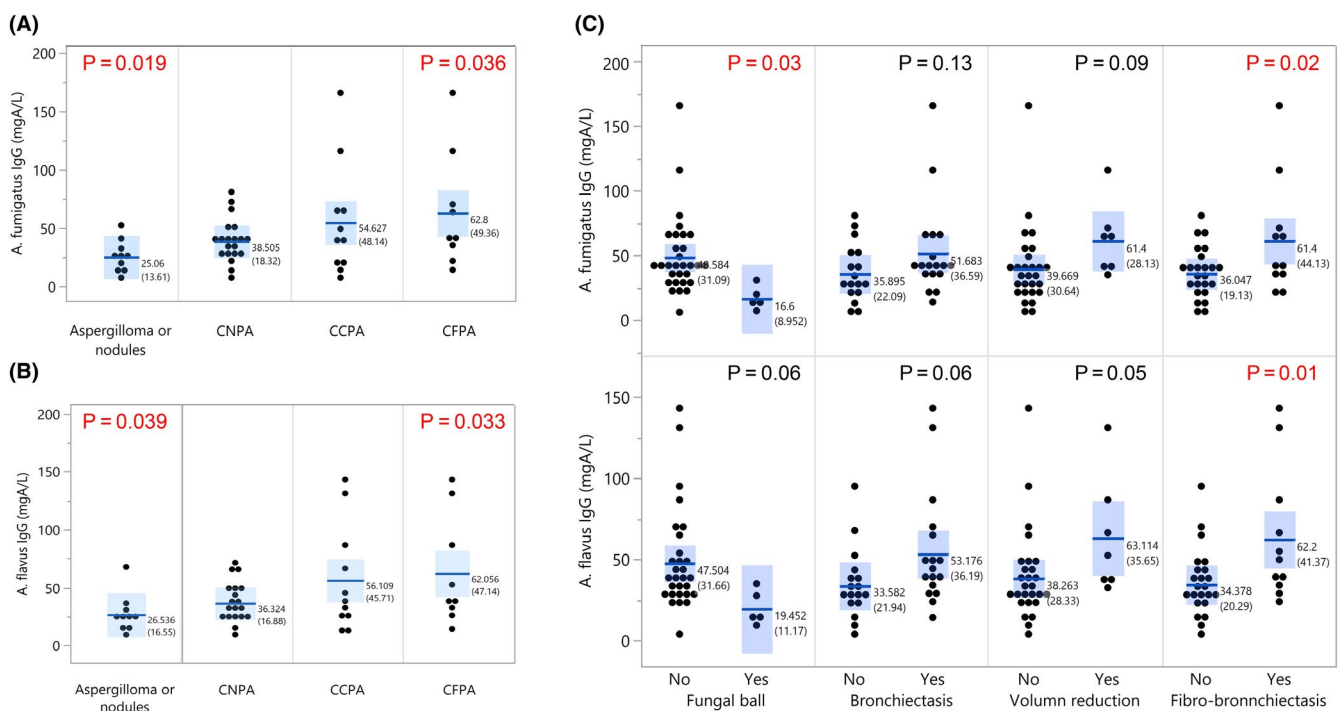 (A)
A. fumigatus IgG (mgA/L)
200
150
100
50
0
P = 0.019
P = 0.036
25.06
(13.61)
38.505
(18.32)
54.627
(48.14)
62.8
(49.36)
Aspergilloma or
nodules
CNPA
CCPA
CFPA
(B)
A. flavus IgG (mgA/L)
200
150
100
50
0
P = 0.039
P = 0.033
26.536
(16.55)
36.324
(16.88)
56.109
(45.71)
62.056
(47.14)
Aspergilloma or
nodules
CNPA
CCPA
CFPA
(C)
A. fumigatus IgG (mgA/L)
200
150
100
50
0
P = 0.03
P = 0.13
P = 0.09
P = 0.02
48.584
(31.09)
16.6
(8.952)
35.895
(22.09)
51.683
(36.59)
39.669
(30.64)
61.4
(28.13)
36.047
(19.13)
61.4
(44.13)
A. flavus IgG (mgA/L)
150
100
50
0
P = 0.06
P = 0.06
P = 0.05
P = 0.01
47.504
(31.66)
19.452
(11.17)
33.582
(21.94)
53.176
(36.19)
38.263
(28.33)
63.114
(35.65)
34.378
(20.29)
62.2
(41.37)
No Yes No Yes No Yes No Yes
Fungal ball Bronchiectasis Volumn reduction Fibro-bronnchiectasis